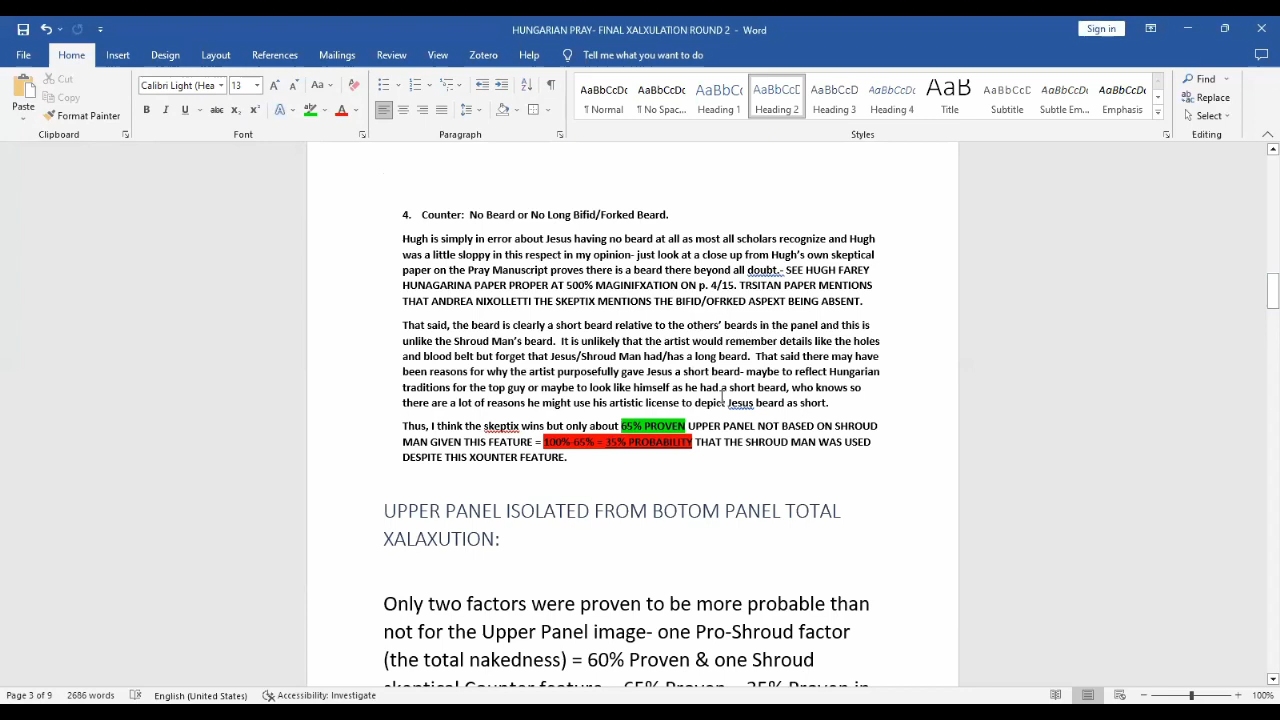 HUNGARIAN PRAY- FINAL XALXULATION ROUND 2 - Word
Sign in
File Home Insert Design Layout References Mailings Review View Zotero Help Tell me what you want to do
Paste
Cut
Copy
Format Painter
Clipboard
Calibri Light (Hea 13
Font
Paragraph
AaBbCcDc AaBbCcDc AaBbCc AaBbCcD AaBbCcD AaBbCcD AaB AaBbCcD AaBbCcDc AaBbCcDc
¶ Normal ¶ No Spac... Heading 1 Heading 2 Heading 3 Heading 4 Title Subtitle Subtle Em... Emphasis
Styles
Find
Replace
Select
Editing
4. Counter: No Beard or No Long Bifid/Forked Beard.
Hugh is simply in error about Jesus having no beard at all as most all scholars recognize and Hugh
was a little sloppy in this respect in my opinion- just look at a close up from Hugh's own skeptical
paper on the Pray Manuscript proves there is a beard there beyond all doubt.- SEE HUGH FAREY
HUNAGARINA PAPER PROPER AT 500% MAGINIFXATION ON p. 4/15. TRSITAN PAPER MENTIONS
THAT ANDREA NIXOLLETTI THE SKEPTIX MENTIONS THE BIFID/OFRKED ASPEXT BEING ABSENT.
That said, the beard is clearly a short beard relative to the others' beards in the panel and this is
unlike the Shroud Man's beard. It is unlikely that the artist would remember details like the holes
and blood belt but forget that Jesus/Shroud Man had/has a long beard. That said there may have
been reasons for why the artist purposefully gave Jesus a short beard- maybe to reflect Hungarian
traditions for the top guy or maybe to look like himself as he had a short beard, who knows so
there are a lot of reasons he might use his artistic license to depict Jesus beard as short.
Thus, I think the skeptix wins but only about 65% PROVEN UPPER PANEL NOT BASED ON SHROUD
MAN GIVEN THIS FEATURE = 100%-65% = 35% PROBABILITY THAT THE SHROUD MAN WAS USED
DESPITE THIS XOUNTER FEATURE.
UPPER PANEL ISOLATED FROM BOTOM PANEL TOTAL
XALAXUTION:
Only two factors were proven to be more probable than
not for the Upper Panel image- one Pro-Shroud factor
(the total nakedness) = 60% Proven & one Shroud
skeptical Counter feature = 65% Proven = 35% Proven in
Page 3 of 9 2686 words English (United States) Accessibility: Investigate 100%